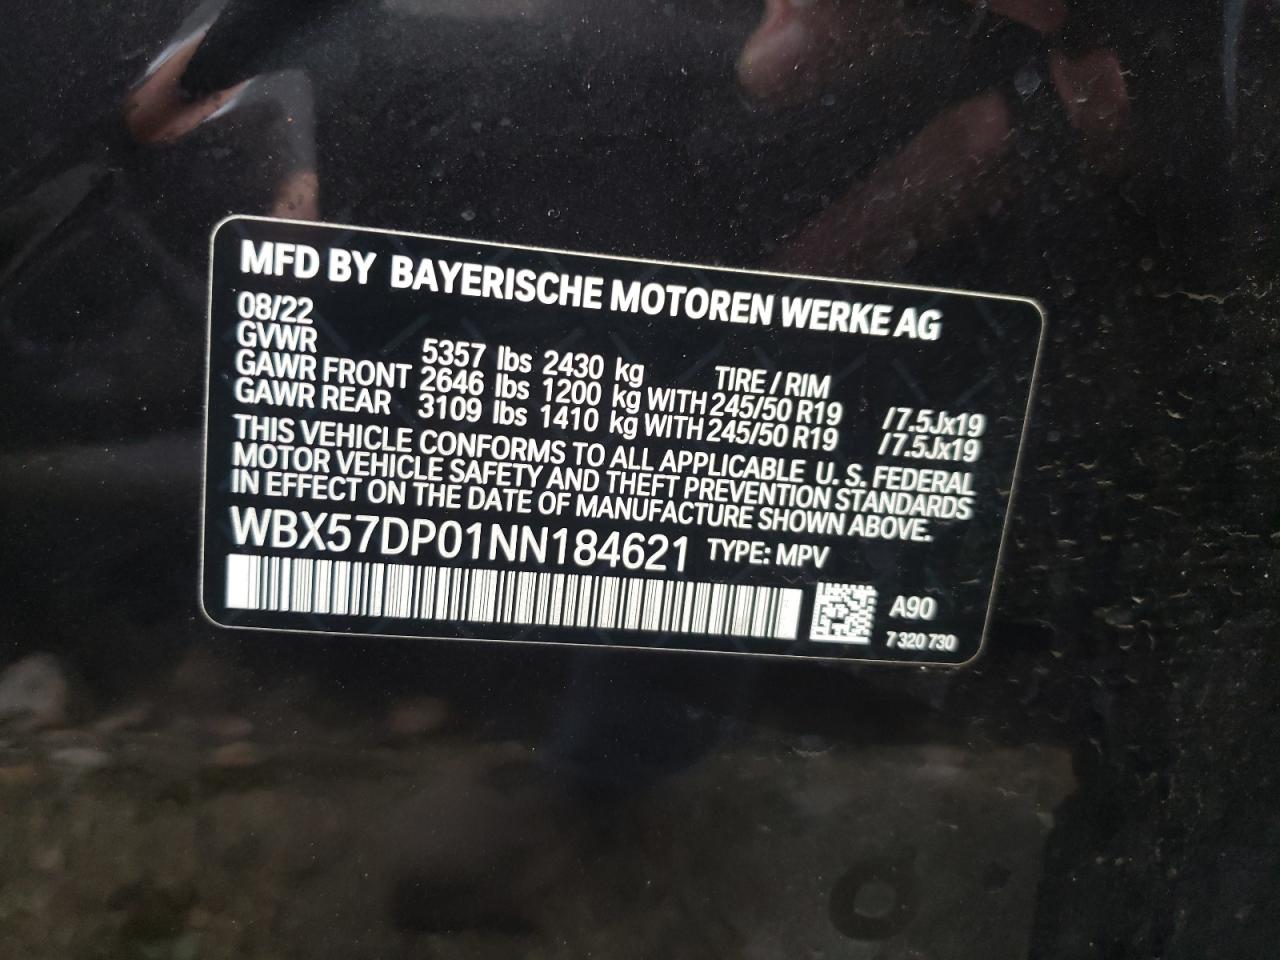 MFD BY BAYERISCHE MOTOREN WERKE AG
08/22
GVWR 5357 lbs 2430 kg TIRE / RIM
GAWR FRONT 2646 lbs 1200 kg WITH 245/50 R19 /7.5Jx19
GAWR REAR 3109 lbs 1410 kg WITH 245/50 R19 /7.5Jx19
THIS VEHICLE CONFORMS TO ALL APPLICABLE U. S. FEDERAL
MOTOR VEHICLE SAFETY AND THEFT PREVENTION STANDARDS
IN EFFECT ON THE DATE OF MANUFACTURE SHOWN ABOVE.
WBX57DP01NN184621 TYPE: MPV
A90
7 320 730